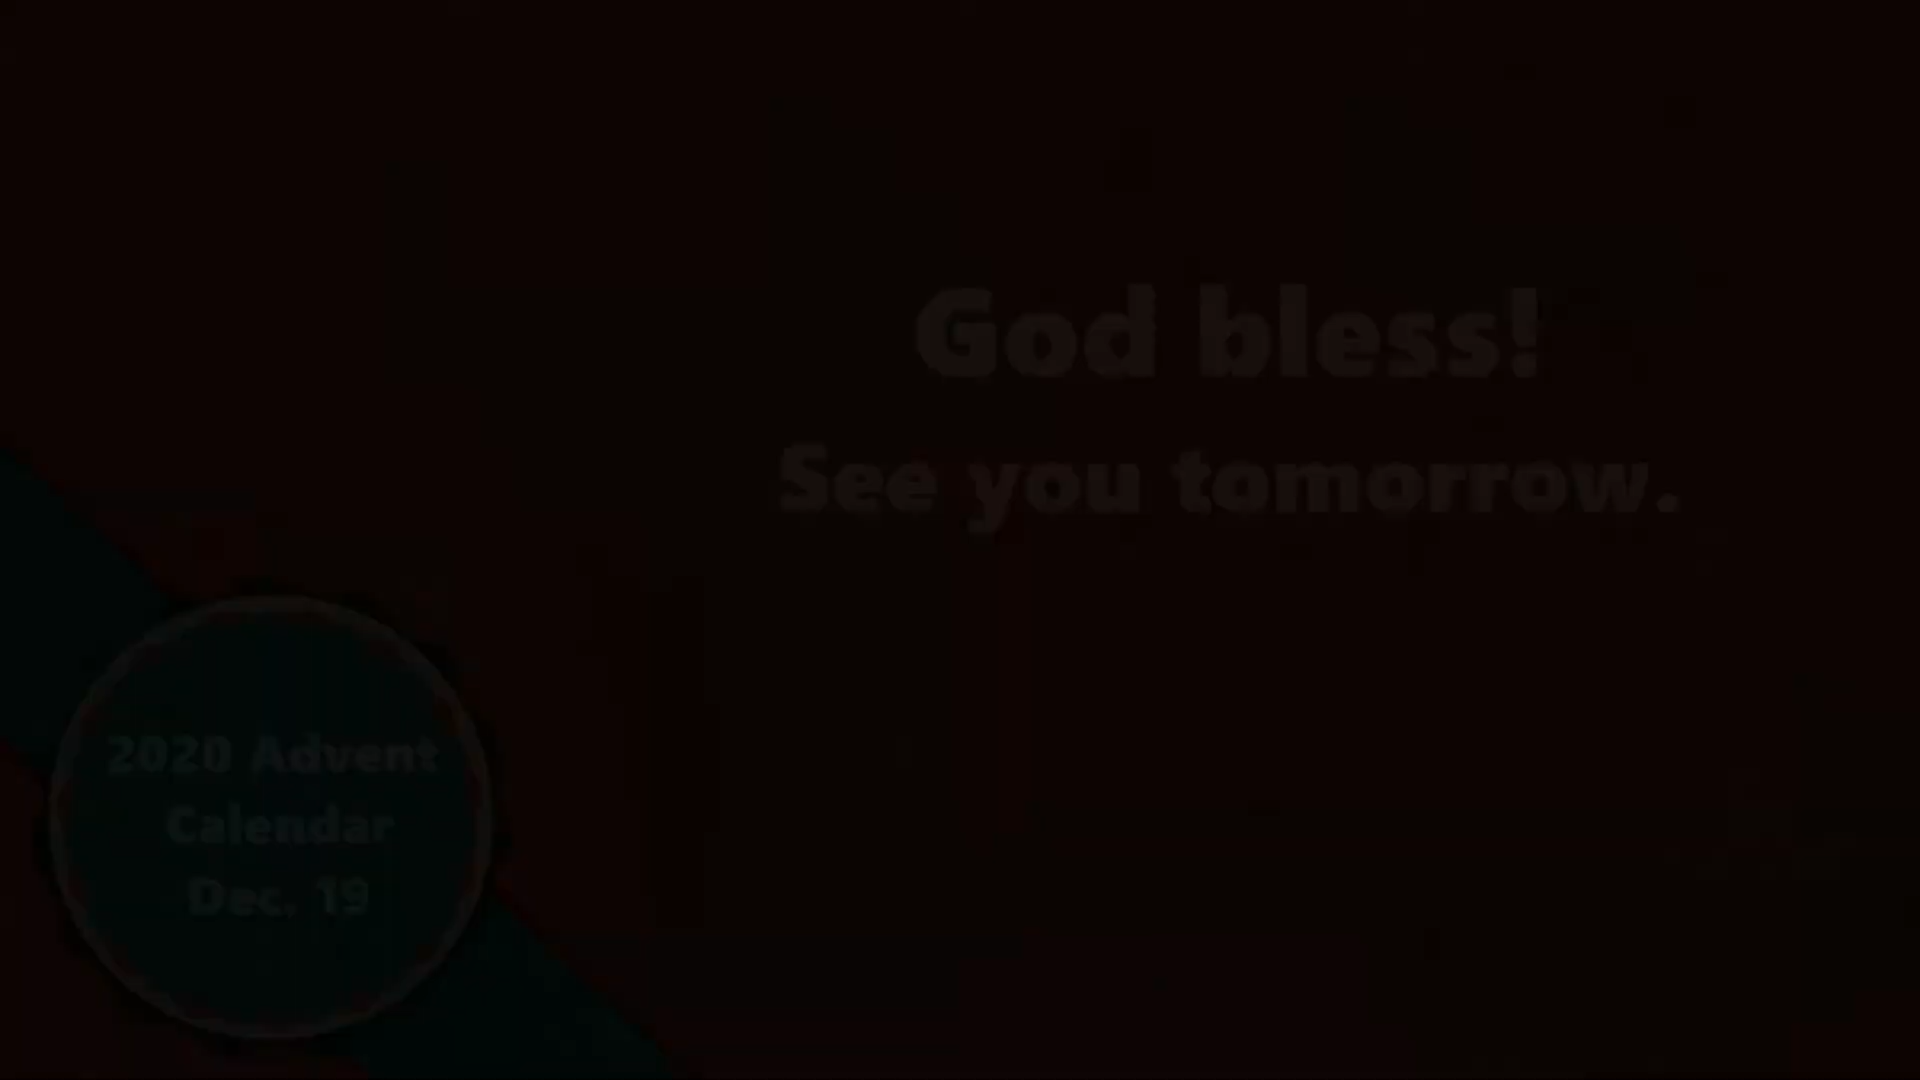 God bless!
See you tomorrow.
2020 Advent
Calendar
Dec. 19